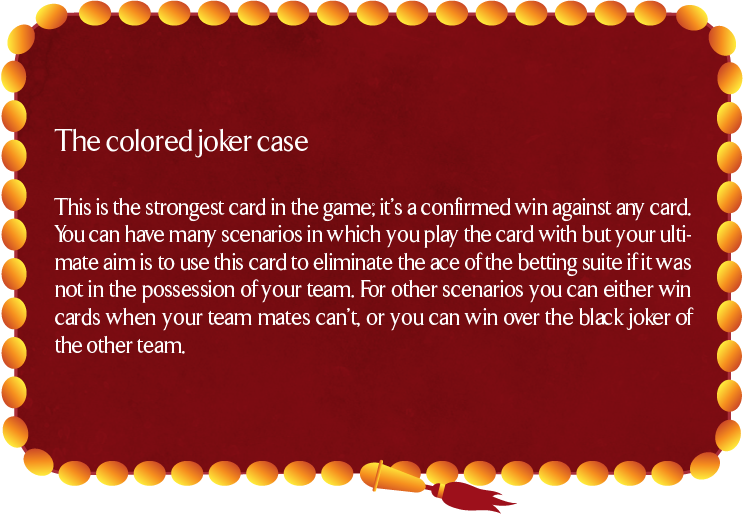 The colored joker case
This is the strongest card in the game; it's a confirmed win against any card.
You can have many scenarios in which you play the card with but your ulti-
mate aim is to use this card to eliminate the ace of the betting suite if it was
not in the possession of your team. For other scenarios you can either win
cards when your team mates can't, or you can win over the black joker of
the other team.